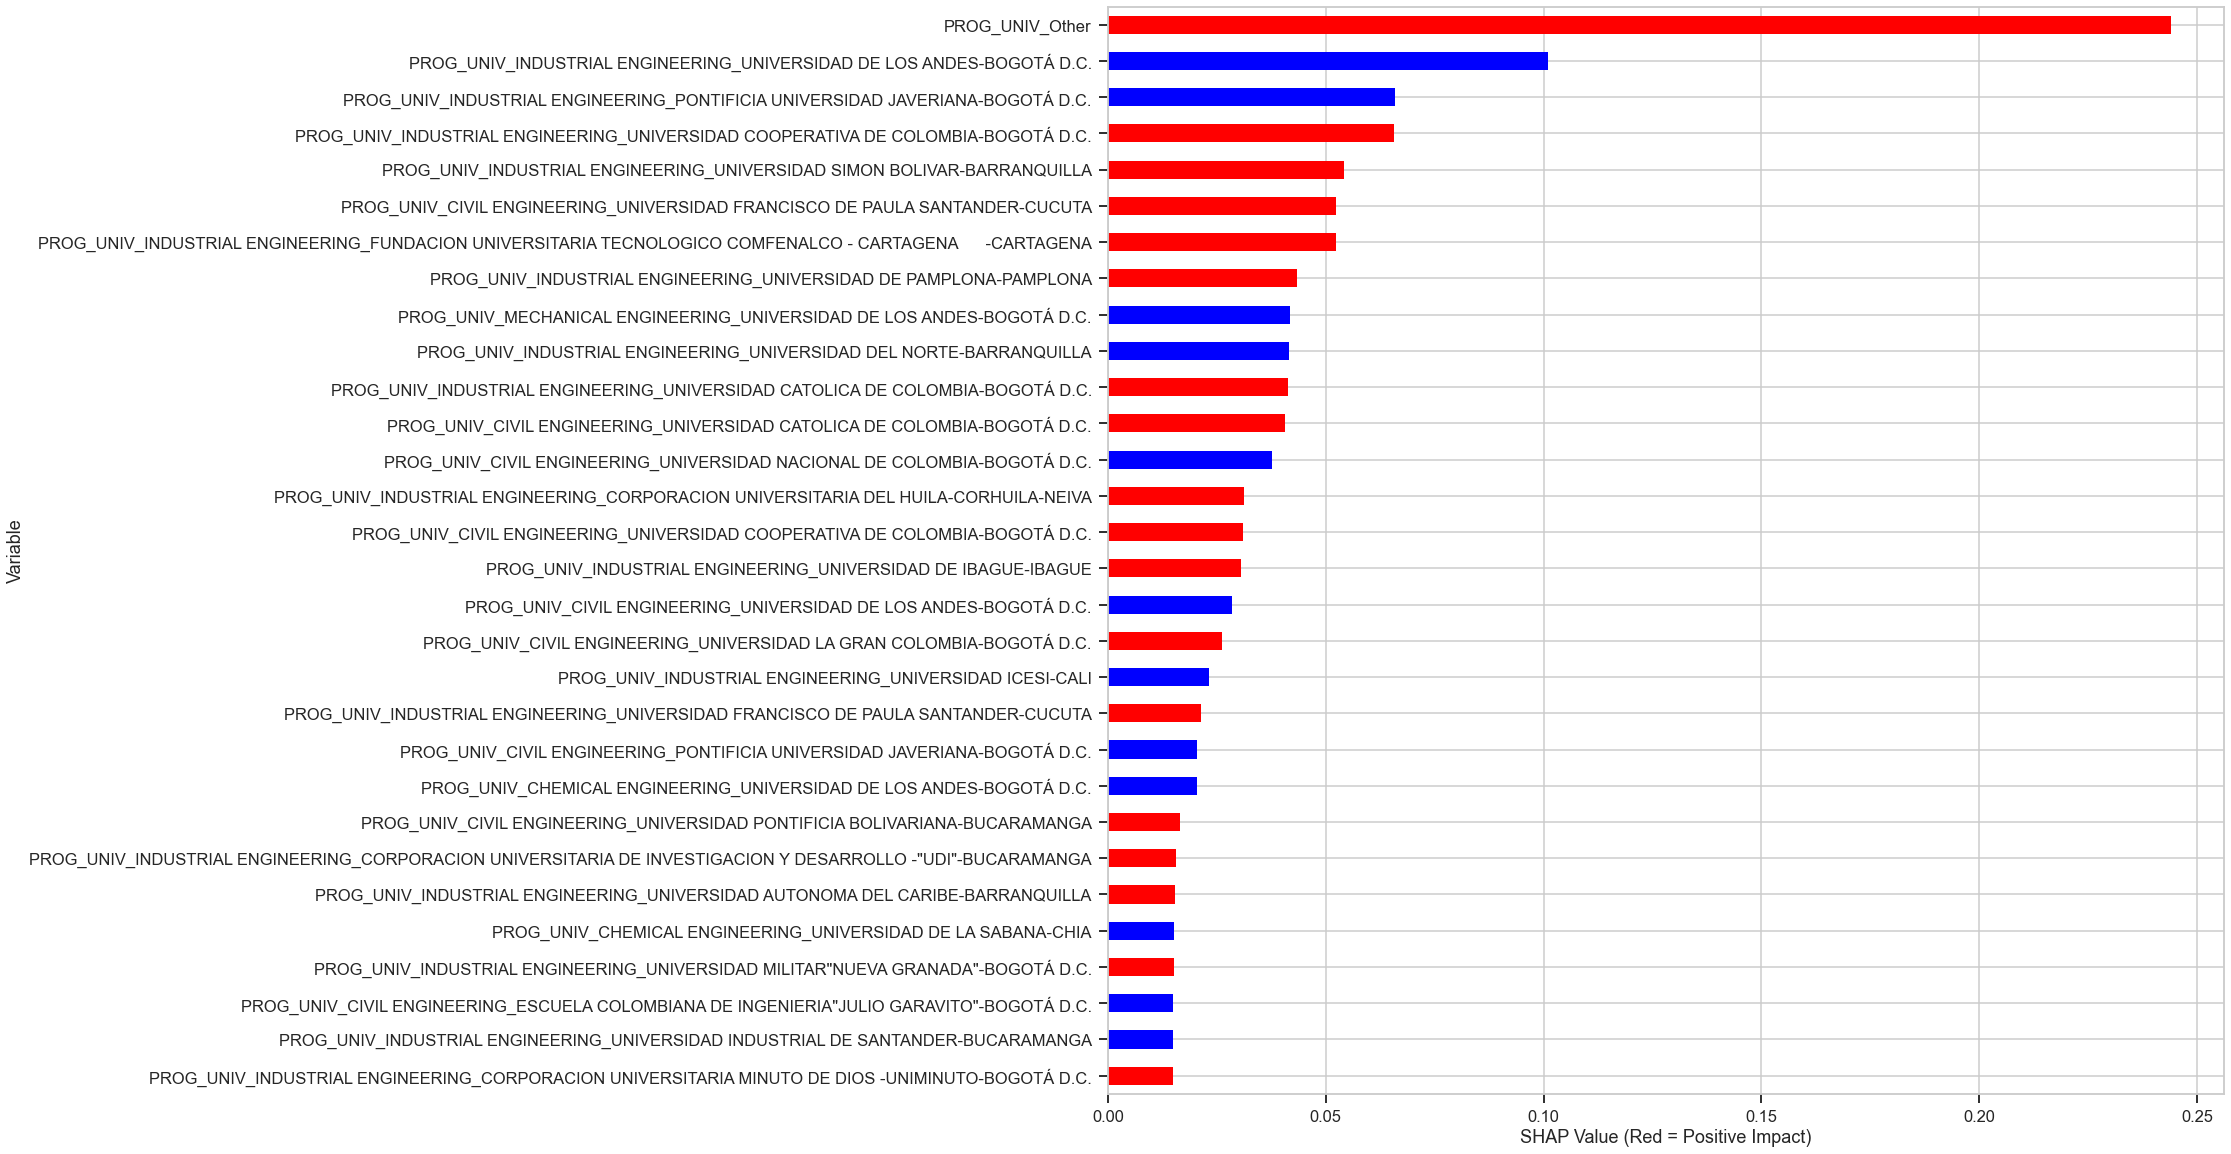 PROG_UNIV_Other
PROG_UNIV_INDUSTRIAL ENGINEERING_UNIVERSIDAD DE LOS ANDES-BOGOTÁ D.C.
PROG_UNIV_INDUSTRIAL ENGINEERING_PONTIFICIA UNIVERSIDAD JAVERIANA-BOGOTÁ D.C.
PROG_UNIV_INDUSTRIAL ENGINEERING_UNIVERSIDAD COOPERATIVA DE COLOMBIA-BOGOTÁ D.C.
PROG_UNIV_INDUSTRIAL ENGINEERING_UNIVERSIDAD SIMON BOLIVAR-BARRANQUILLA
PROG_UNIV_CIVIL ENGINEERING_UNIVERSIDAD FRANCISCO DE PAULA SANTANDER-CUCUTA
PROG_UNIV_INDUSTRIAL ENGINEERING_FUNDACION UNIVERSITARIA TECNOLOGICO COMFENALCO - CARTAGENA      -CARTAGENA
PROG_UNIV_INDUSTRIAL ENGINEERING_UNIVERSIDAD DE PAMPLONA-PAMPLONA
PROG_UNIV_MECHANICAL ENGINEERING_UNIVERSIDAD DE LOS ANDES-BOGOTÁ D.C.
PROG_UNIV_INDUSTRIAL ENGINEERING_UNIVERSIDAD DEL NORTE-BARRANQUILLA
PROG_UNIV_INDUSTRIAL ENGINEERING_UNIVERSIDAD CATOLICA DE COLOMBIA-BOGOTÁ D.C.
PROG_UNIV_CIVIL ENGINEERING_UNIVERSIDAD CATOLICA DE COLOMBIA-BOGOTÁ D.C.
PROG_UNIV_CIVIL ENGINEERING_UNIVERSIDAD NACIONAL DE COLOMBIA-BOGOTÁ D.C.
PROG_UNIV_INDUSTRIAL ENGINEERING_CORPORACION UNIVERSITARIA DEL HUILA-CORHUILA-NEIVA
PROG_UNIV_CIVIL ENGINEERING_UNIVERSIDAD COOPERATIVA DE COLOMBIA-BOGOTÁ D.C.
PROG_UNIV_INDUSTRIAL ENGINEERING_UNIVERSIDAD DE IBAGUE-IBAGUE
PROG_UNIV_CIVIL ENGINEERING_UNIVERSIDAD DE LOS ANDES-BOGOTÁ D.C.
PROG_UNIV_CIVIL ENGINEERING_UNIVERSIDAD LA GRAN COLOMBIA-BOGOTÁ D.C.
PROG_UNIV_INDUSTRIAL ENGINEERING_UNIVERSIDAD ICESI-CALI
PROG_UNIV_INDUSTRIAL ENGINEERING_UNIVERSIDAD FRANCISCO DE PAULA SANTANDER-CUCUTA
PROG_UNIV_CIVIL ENGINEERING_PONTIFICIA UNIVERSIDAD JAVERIANA-BOGOTÁ D.C.
PROG_UNIV_CHEMICAL ENGINEERING_UNIVERSIDAD DE LOS ANDES-BOGOTÁ D.C.
PROG_UNIV_CIVIL ENGINEERING_UNIVERSIDAD PONTIFICIA BOLIVARIANA-BUCARAMANGA
PROG_UNIV_INDUSTRIAL ENGINEERING_CORPORACION UNIVERSITARIA DE INVESTIGACION Y DESARROLLO -"UDI"-BUCARAMANGA
PROG_UNIV_INDUSTRIAL ENGINEERING_UNIVERSIDAD AUTONOMA DEL CARIBE-BARRANQUILLA
PROG_UNIV_CHEMICAL ENGINEERING_UNIVERSIDAD DE LA SABANA-CHIA
PROG_UNIV_INDUSTRIAL ENGINEERING_UNIVERSIDAD MILITAR"NUEVA GRANADA"-BOGOTÁ D.C.
PROG_UNIV_CIVIL ENGINEERING_ESCUELA COLOMBIANA DE INGENIERIA"JULIO GARAVITO"-BOGOTÁ D.C.
PROG_UNIV_INDUSTRIAL ENGINEERING_UNIVERSIDAD INDUSTRIAL DE SANTANDER-BUCARAMANGA
PROG_UNIV_INDUSTRIAL ENGINEERING_CORPORACION UNIVERSITARIA MINUTO DE DIOS -UNIMINUTO-BOGOTÁ D.C.
Variable
0.00 0.05 0.10 0.15 0.20 0.25
SHAP Value (Red = Positive Impact)